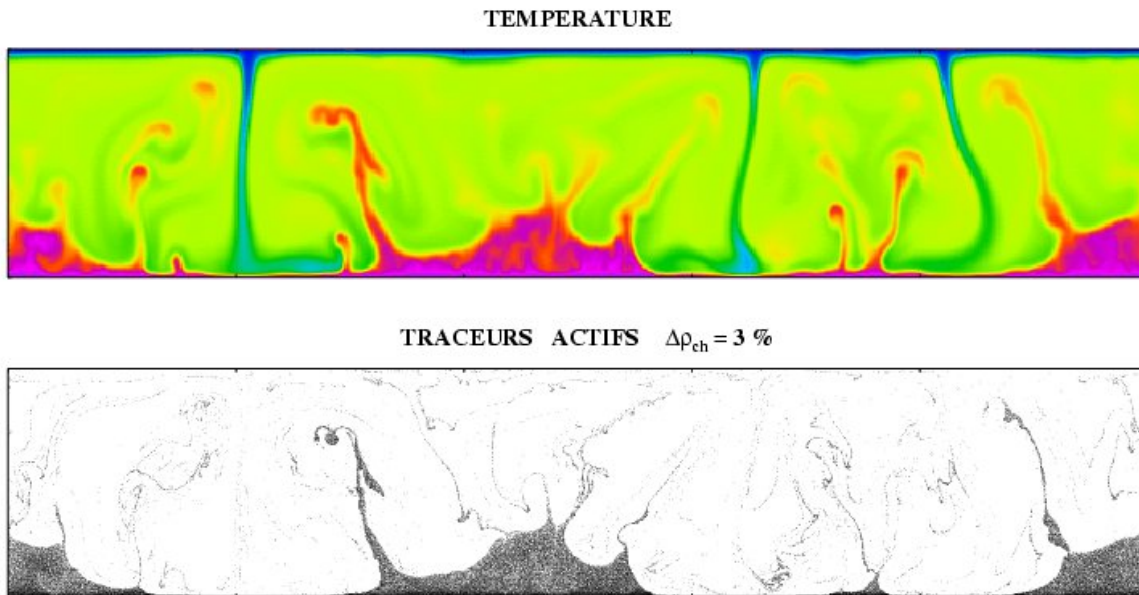 TEMPERATURE
TRACEURS ACTIFS Δρch = 3 %